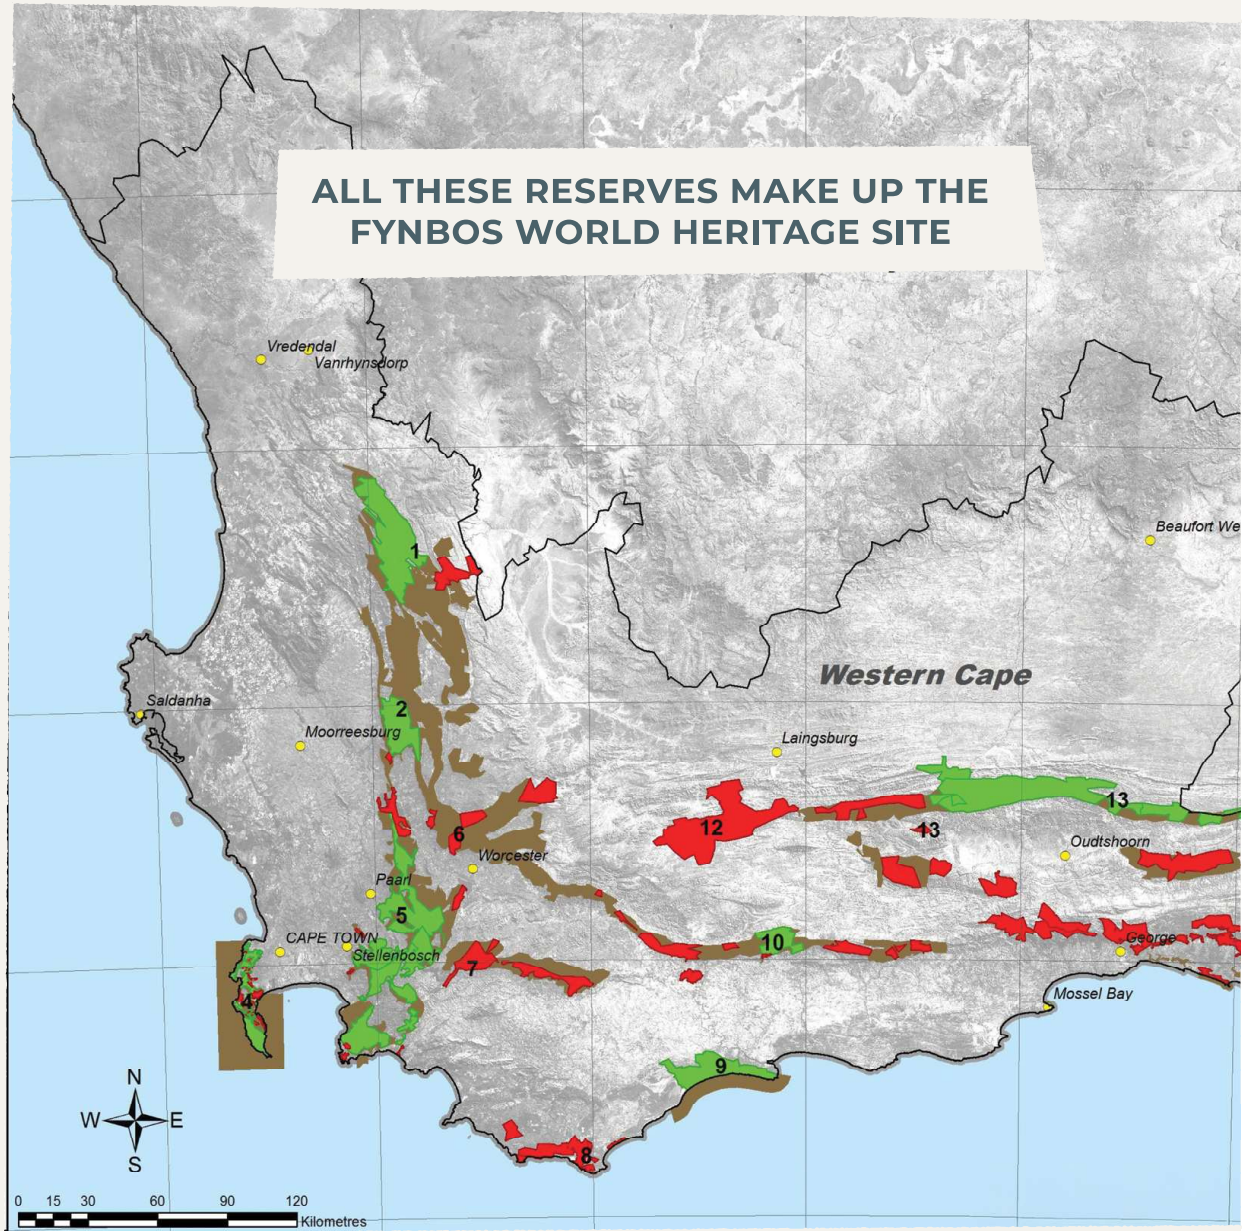 ALL THESE RESERVES MAKE UP THE
FYNBOS WORLD HERITAGE SITE
Vredendal
Vanrhynsdorp
1
Beaufort We
Western Cape
Saldanha
2
Moorreesburg
Laingsburg
13
12
13
6
Worcester
Oudtshoorn
Paarl
5
CAPE TOWN
Stellenbosch
10
George
7
4
Mossel Bay
9
N
W
E
S
8
0 15 30 60 90 120
Kilometres